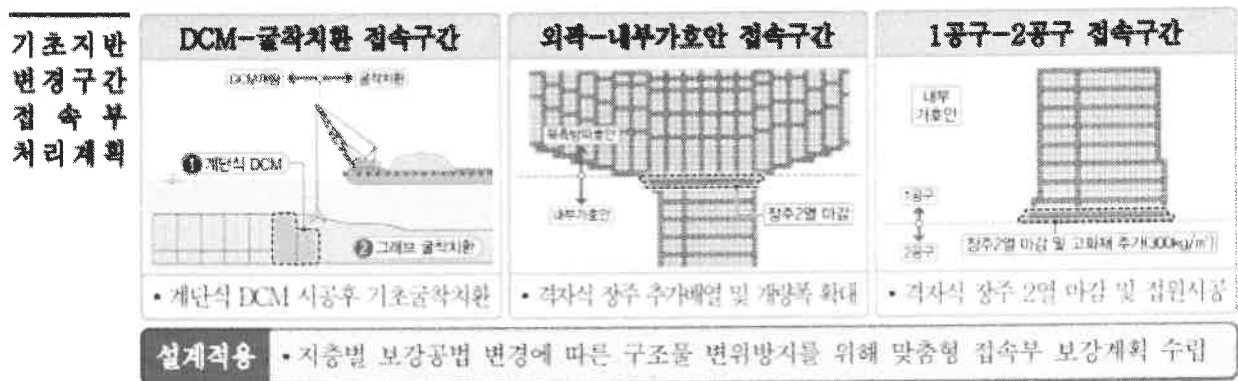 기초지반
변경구간
접속부
처리계획
DCM-굴착치환 접속구간
DCM개량
굴착치환
❶ 계단식 DCM
❷ 그래브 굴착치환
• 계단식 DCM 시공후 기초굴착치환
외곽-내부가호안 접속구간
북측방파호안
내부가호안
장주2열 마감
• 격자식 장주 추가배열 및 개량폭 확대
1공구-2공구 접속구간
내부
가호안
1공구
2공구
장주2열 마감 및 고화재 추가(300kg/m³)
• 격자식 장주 2열 마감 및 접원시공
설계적용
• 지층별 보강공법 변경에 따른 구조물 변위방지를 위해 맞춤형 접속부 보강계획 수립